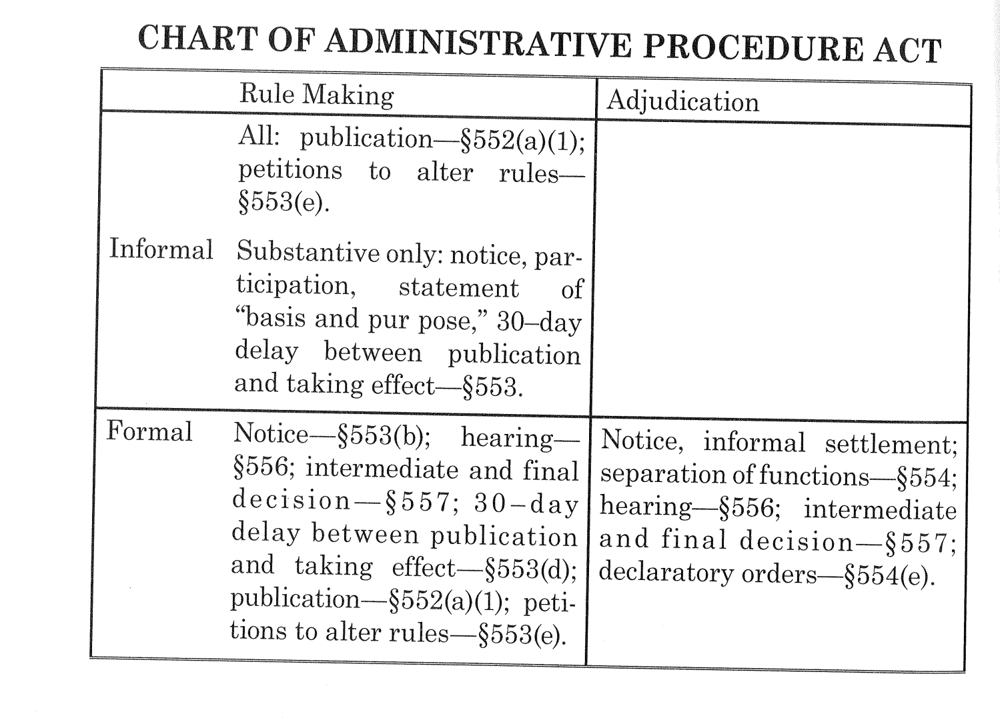 CHART OF ADMINISTRATIVE PROCEDURE ACT
Rule Making
Adjudication
All: publication—§552(a)(1);
petitions to alter rules—
§553(e).
Informal Substantive only: notice, par-
ticipation, statement of
“basis and pur pose,” 30–day
delay between publication
and taking effect—§553.
Formal Notice—§553(b); hearing—
§556; intermediate and final
decision—§557; 30–day
delay between publication
and taking effect—§553(d);
publication—§552(a)(1); peti-
tions to alter rules—§553(e).
Notice, informal settlement;
separation of functions—§554;
hearing—§556; intermediate
and final decision—§557;
declaratory orders—§554(e).